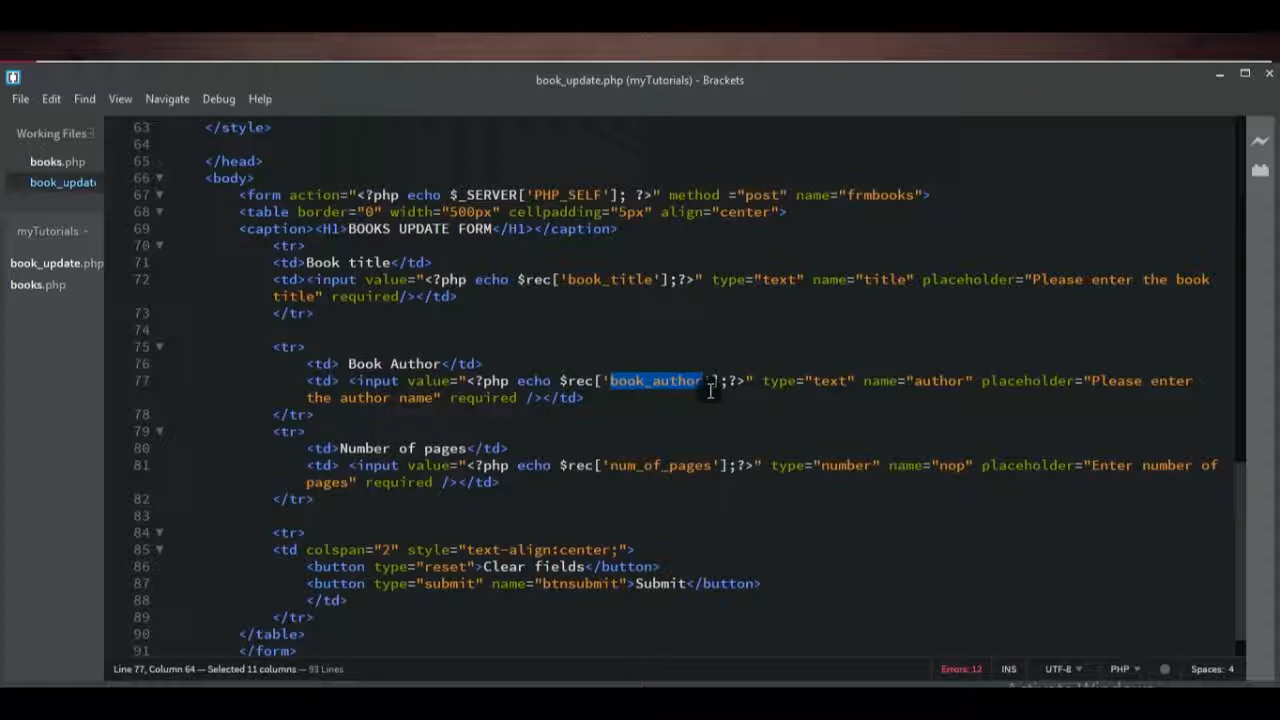 book_update.php (myTutorials) - Brackets
File Edit Find View Navigate Debug Help
Working Files
books.php
book_updat
myTutorials
book_update.php
books.php
63 </style>
64
65 </head>
66 <body>
67 <form action="<?php echo $_SERVER['PHP_SELF']; ?>" method ="post" name="frmbooks">
68 <table border="0" width="500px" cellpadding="5px" align="center">
69 <caption><H1>BOOKS UPDATE FORM</H1></caption>
70 <tr>
71 <td>Book title</td>
72 <td><input value="<?php echo $rec['book_title'];?>" type="text" name="title" placeholder="Please enter the book
title" required/></td>
73 </tr>
74
75 <tr>
76 <td> Book Author</td>
77 <td> <input value="<?php echo $rec['book_author'];?>" type="text" name="author" placeholder="Please enter
the author name" required /></td>
78 </tr>
79 <tr>
80 <td>Number of pages</td>
81 <td> <input value="<?php echo $rec['num_of_pages'];?>" type="number" name="nop" placeholder="Enter number of
pages" required /></td>
82 </tr>
83
84 <tr>
85 <td colspan="2" style="text-align:center;">
86 <button type="reset">Clear fields</button>
87 <button type="submit" name="btnsubmit">Submit</button>
88 </td>
89 </tr>
90 </table>
91 </form>
Line 77, Column 64 — Selected 11 columns — 93 Lines
Errors: 12 INS UTF-8 PHP Spaces: 4